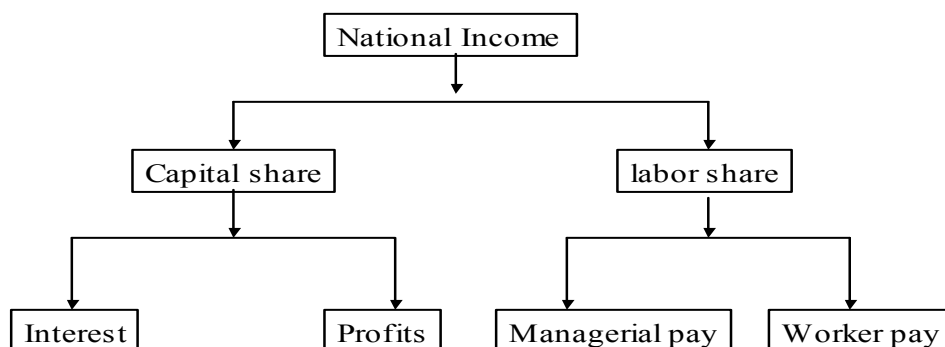 National Income
Capital share
labor share
Interest
Profits
Managerial pay
Worker pay